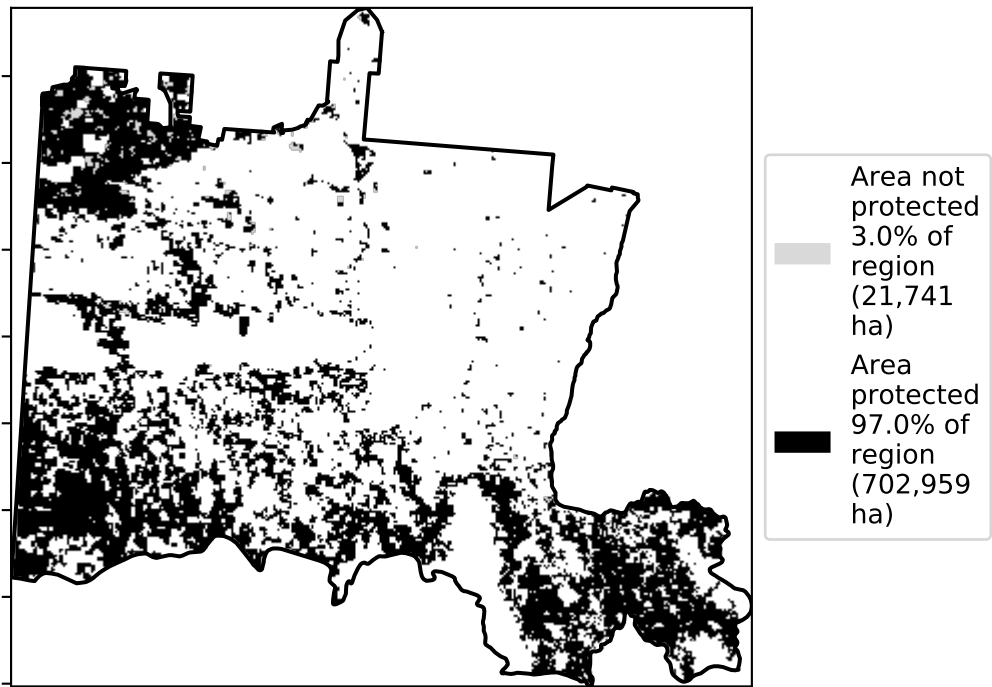 Area not
protected
3.0% of
region
(21,741
ha)
Area
protected
97.0% of
region
(702,959
ha)